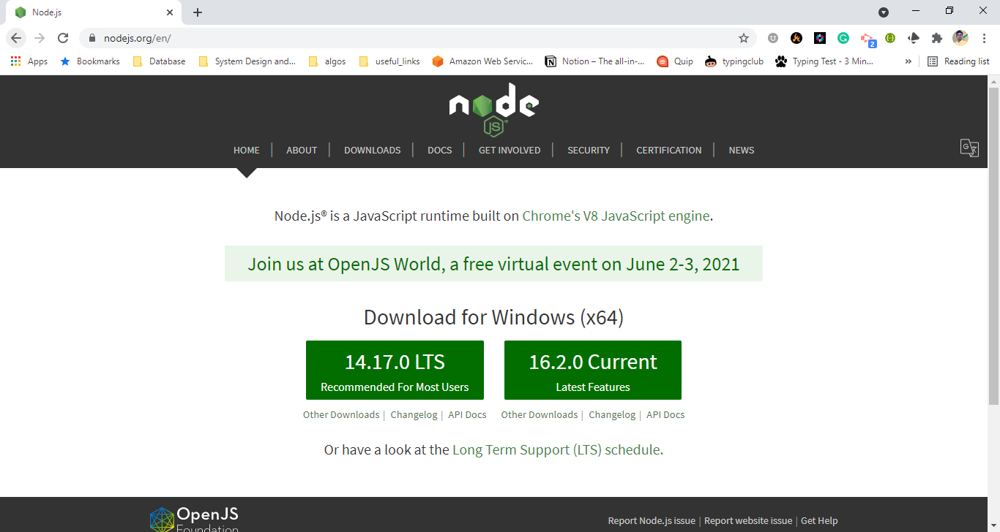 Node.js
nodejs.org/en/
2
Apps Bookmarks Database System Design and... algos useful_links Amazon Web Servic... Notion – The all-in-... Quip typingclub Typing Test - 3 Min... » Reading list
node
JS
HOME | ABOUT | DOWNLOADS | DOCS | GET INVOLVED | SECURITY | CERTIFICATION | NEWS
Node.js® is a JavaScript runtime built on Chrome's V8 JavaScript engine.
Join us at OpenJS World, a free virtual event on June 2-3, 2021
Download for Windows (x64)
14.17.0 LTS
Recommended For Most Users
16.2.0 Current
Latest Features
Other Downloads | Changelog | API Docs
Other Downloads | Changelog | API Docs
Or have a look at the Long Term Support (LTS) schedule.
OpenJS
Foundation
Report Node.js issue | Report website issue | Get Help